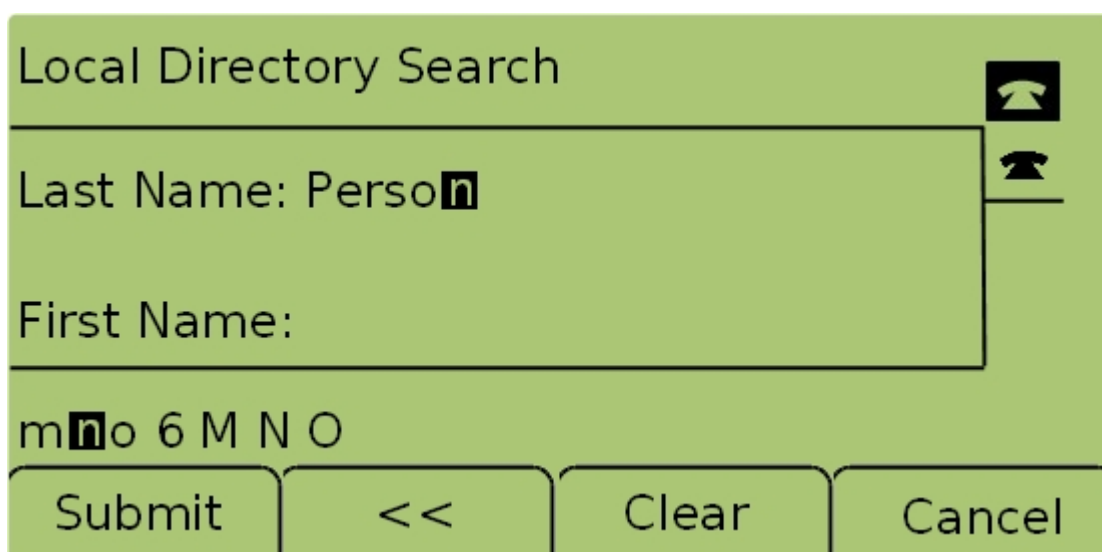 Local Directory Search
Last Name: Person
First Name:
mno 6 M N O
Submit << Clear Cancel